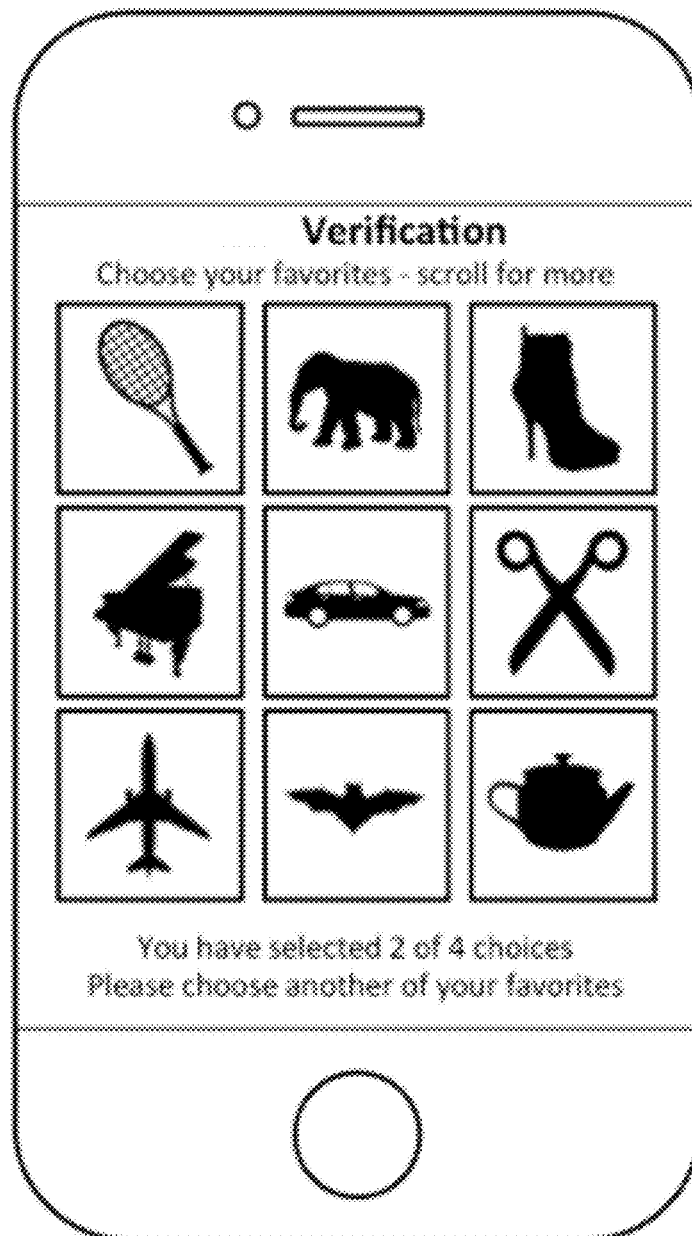 Verification
Choose your favorites - scroll for more
You have selected 2 of 4 choices
Please choose another of your favorites